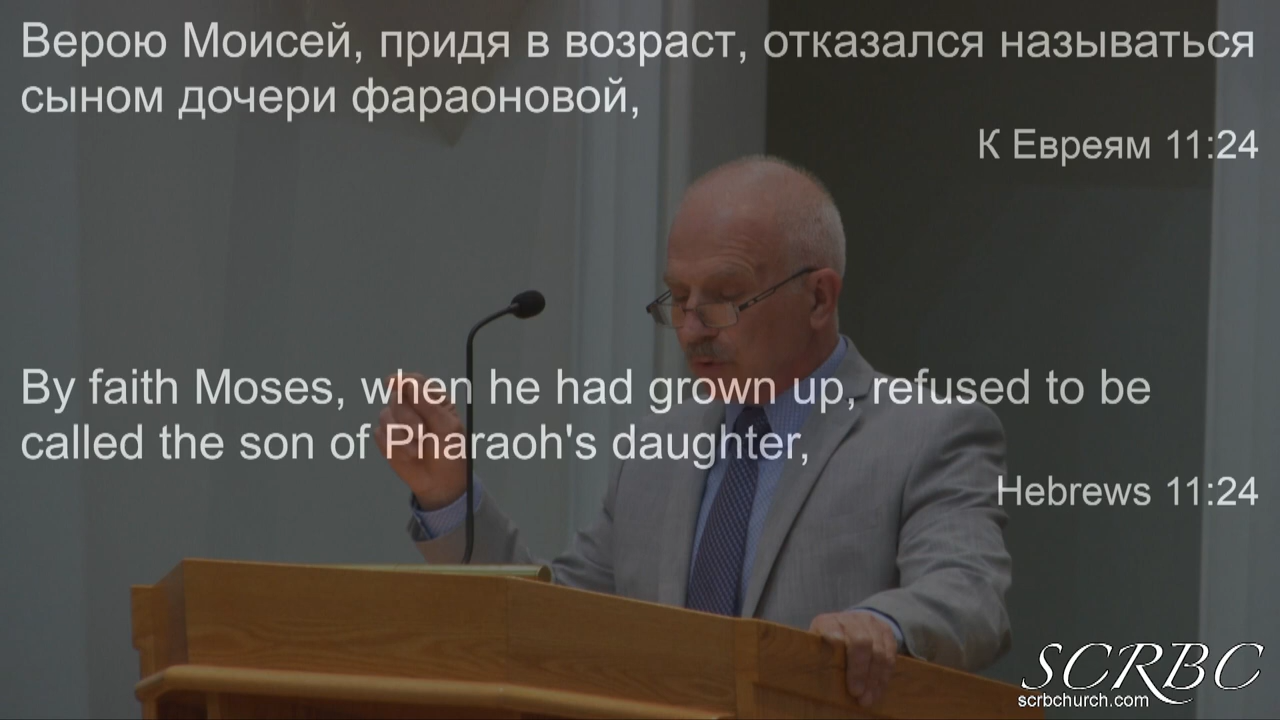 Верою Моисей, придя в возраст, отказался называться
сыном дочери фараоновой,
К Евреям 11:24
By faith Moses, when he had grown up, refused to be
called the son of Pharaoh's daughter,
Hebrews 11:24
SCRBC
scrbchurch.com